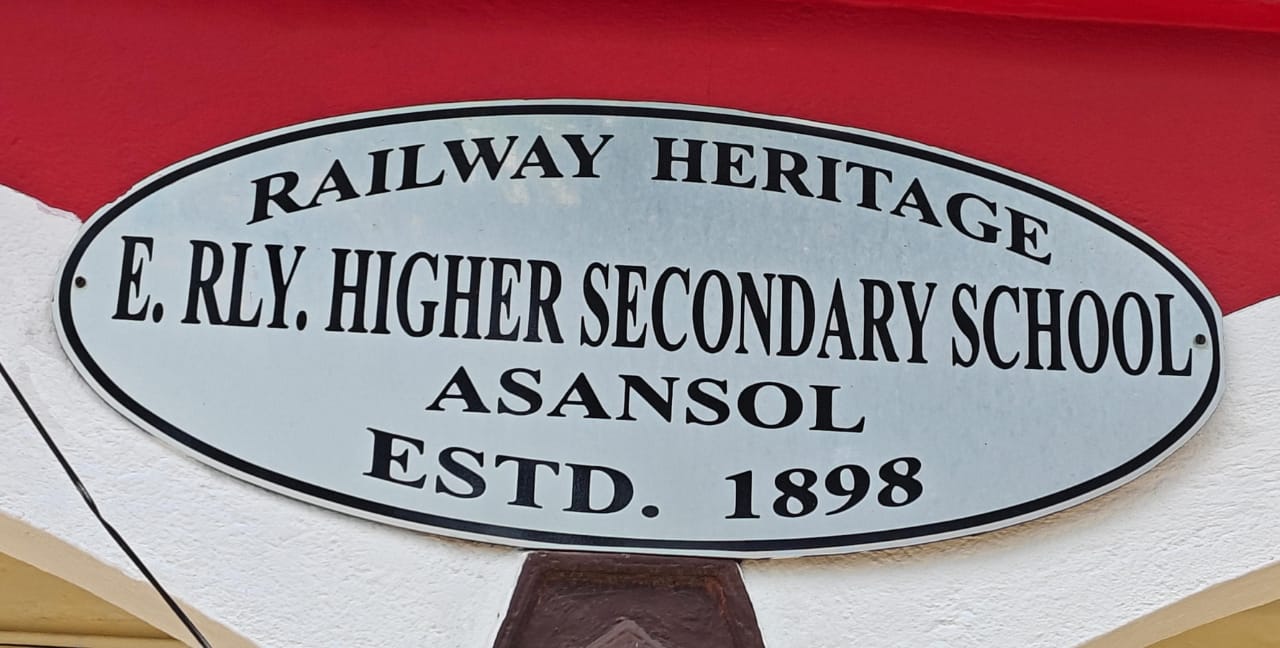 RAILWAY HERITAGE
E. RLY. HIGHER SECONDARY SCHOOL
ASANSOL
ESTD. 1898